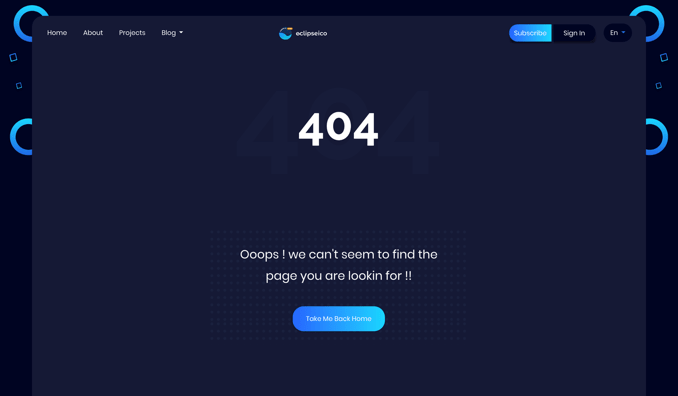 Home About Projects Blog eclipseico Subscribe Sign In En
404
404
Ooops ! we can't seem to find the
page you are lookin for !!
Take Me Back Home